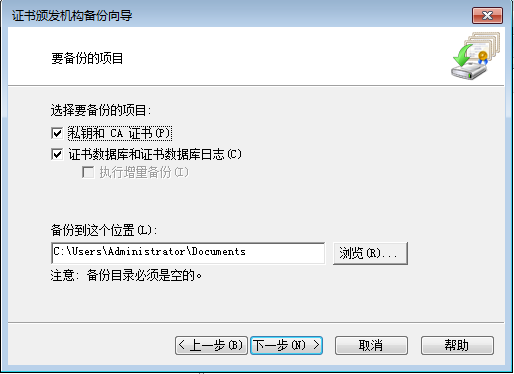 证书颁发机构备份向导
要备份的项目
选择要备份的项目:
私钥和 CA 证书(P)
证书数据库和证书数据库日志(C)
执行增量备份(I)
备份到这个位置(L):
C:\Users\Administrator\Documents
浏览(R)...
注意: 备份目录必须是空的。
< 上一步(B) 下一步(N) > 取消 帮助